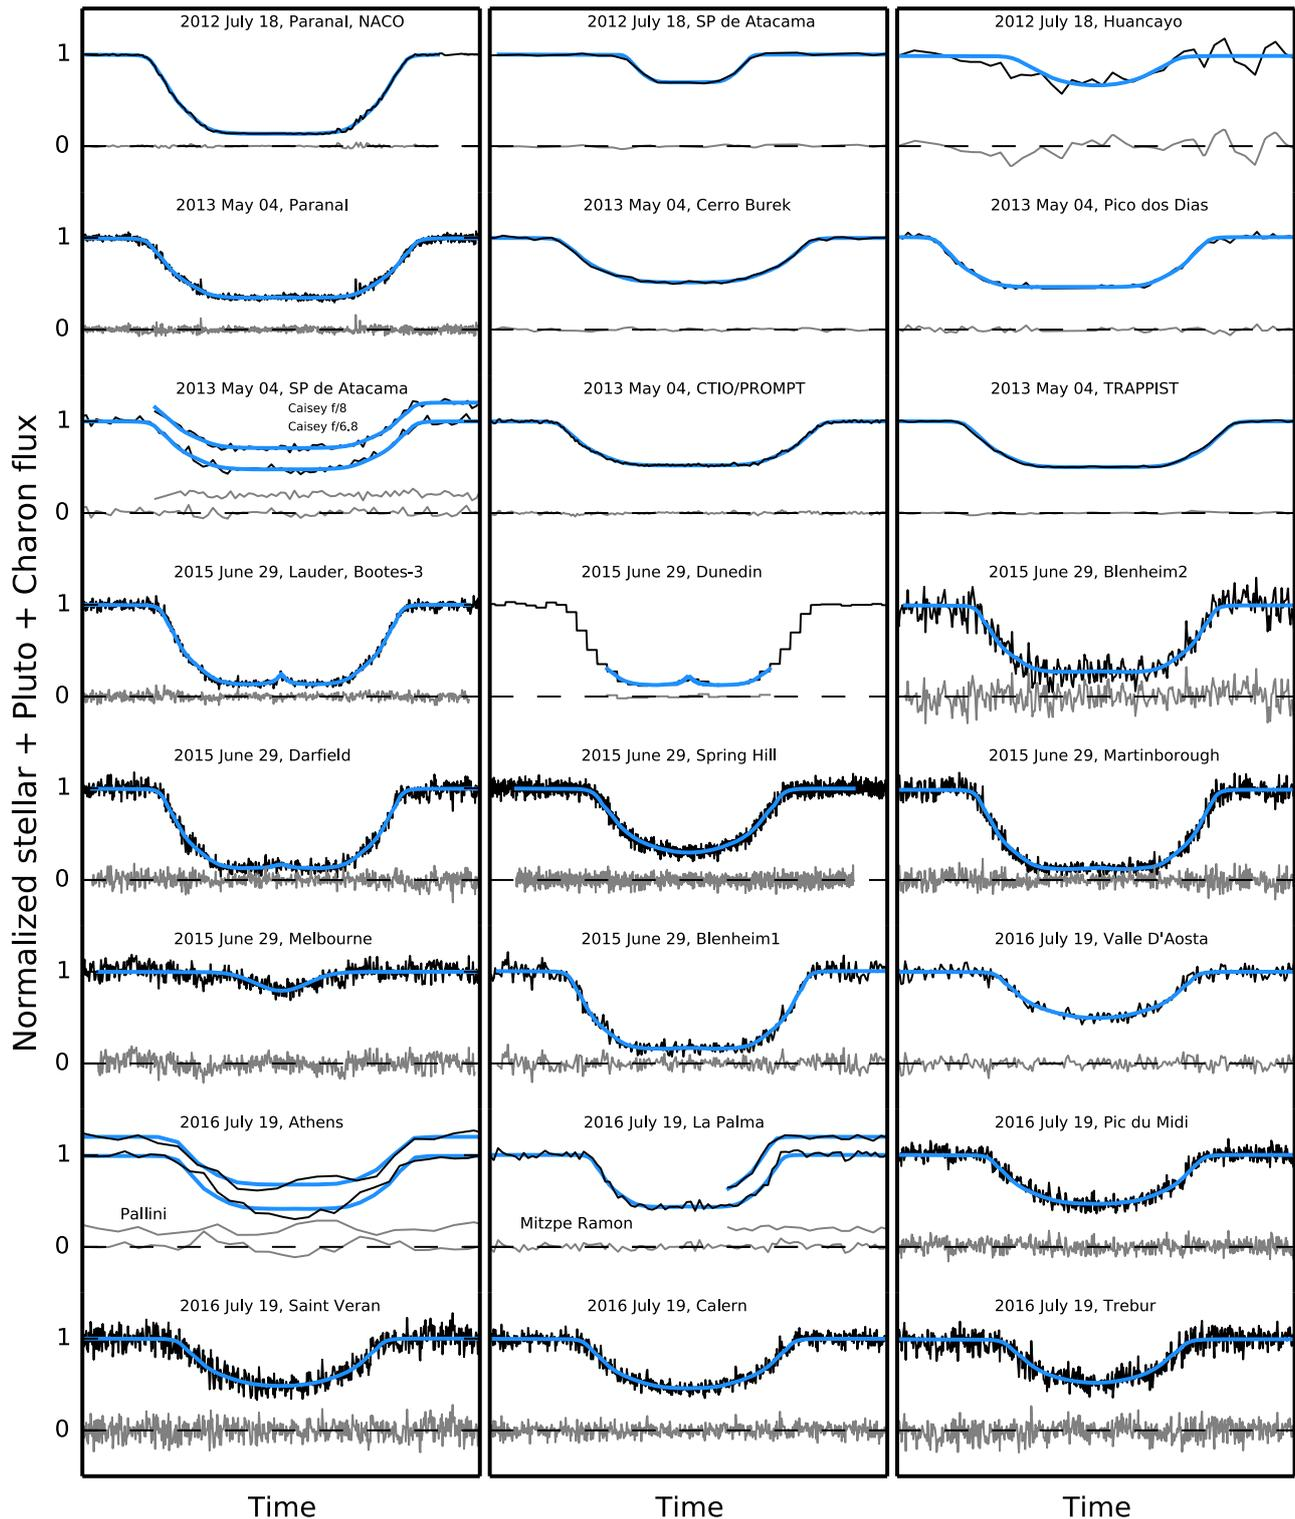 Normalized stellar + Pluto + Charon flux
2012 July 18, Paranal, NACO
2012 July 18, SP de Atacama
2012 July 18, Huancayo
1
0
2013 May 04, Paranal
2013 May 04, Cerro Burek
2013 May 04, Pico dos Dias
1
0
2013 May 04, SP de Atacama
2013 May 04, CTIO/PROMPT
2013 May 04, TRAPPIST
Caisey f/8
Caisey f/6.8
1
0
2015 June 29, Lauder, Bootes-3
2015 June 29, Dunedin
2015 June 29, Blenheim2
1
0
2015 June 29, Darfield
2015 June 29, Spring Hill
2015 June 29, Martinborough
1
0
2015 June 29, Melbourne
2015 June 29, Blenheim1
2016 July 19, Valle D'Aosta
1
0
2016 July 19, Athens
2016 July 19, La Palma
2016 July 19, Pic du Midi
1
Pallini
Mitzpe Ramon
0
2016 July 19, Saint Veran
2016 July 19, Calern
2016 July 19, Trebur
1
0
Time
Time
Time